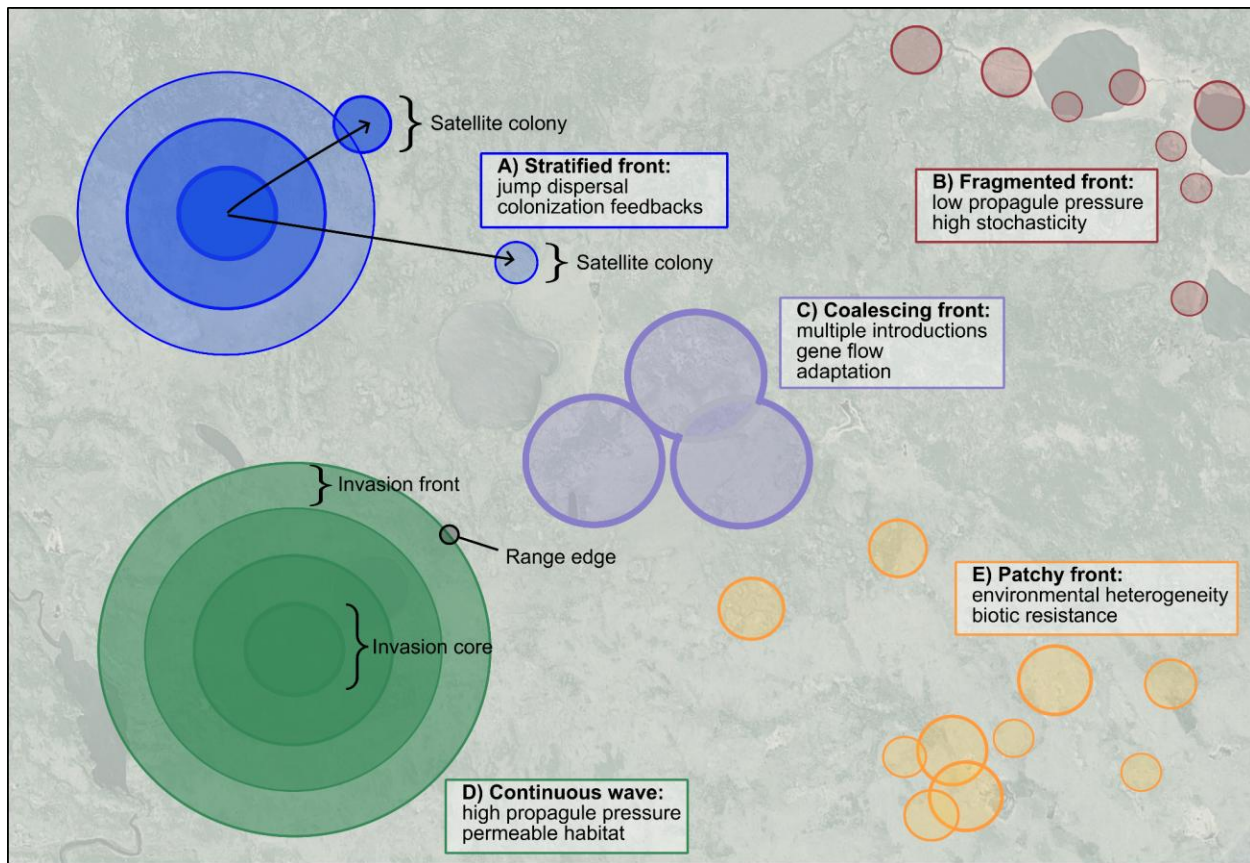 Satellite colony
A) Stratified front:
jump dispersal
colonization feedbacks
Satellite colony
B) Fragmented front:
low propagule pressure
high stochasticity
C) Coalescing front:
multiple introductions
gene flow
adaptation
Invasion front
Range edge
Invasion core
D) Continuous wave:
high propagule pressure
permeable habitat
E) Patchy front:
environmental heterogeneity
biotic resistance